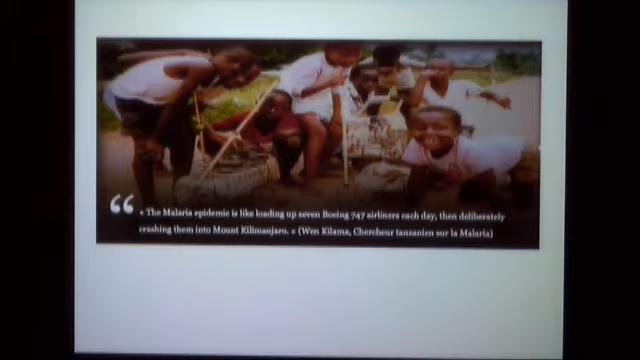 “
« The Malaria epidemic is like loading up seven Boeing 747 airliners each day, then deliberately
crashing them into Mount Kilimanjaro. » (Wen Kilama, Chercheur tanzanien sur la Malaria)